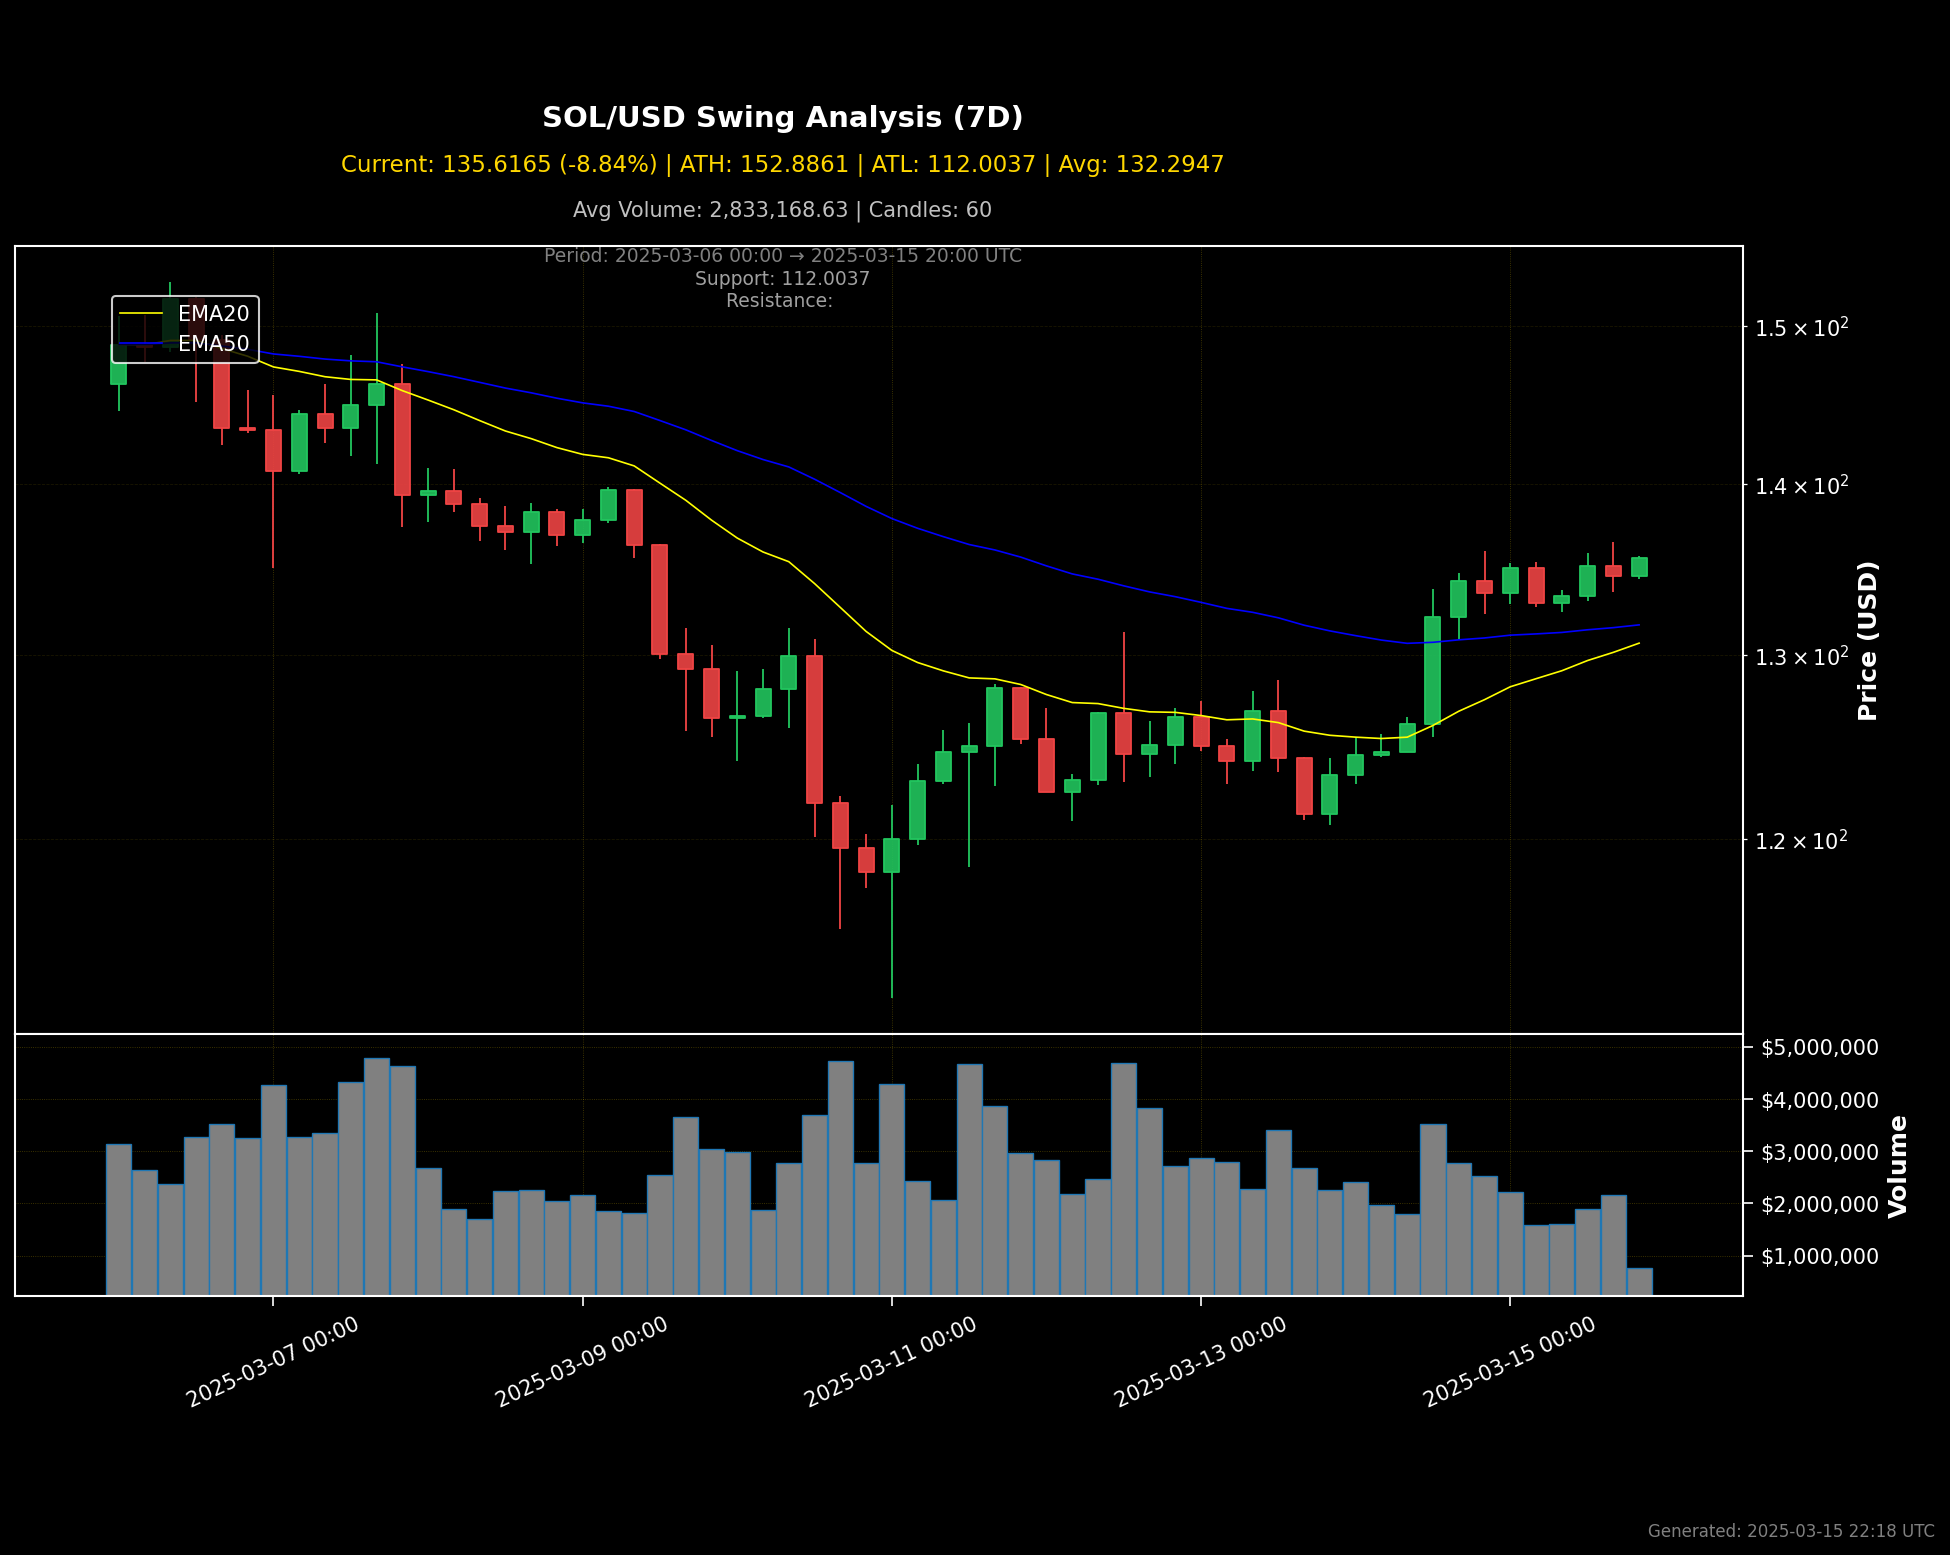 SOL/USD Swing Analysis (7D)
Current: 135.6165 (-8.84%) | ATH: 152.8861 | ATL: 112.0037 | Avg: 132.2947
Avg Volume: 2,833,168.63 | Candles: 60
Period: 2025-03-06 00:00 → 2025-03-15 20:00 UTC
Support: 112.0037
Resistance:
EMA20
EMA50
1.5 × 10²
1.4 × 10²
1.3 × 10²
1.2 × 10²
Price (USD)
$5,000,000
$4,000,000
$3,000,000
$2,000,000
$1,000,000
Volume
2025-03-07 00:00
2025-03-09 00:00
2025-03-11 00:00
2025-03-13 00:00
2025-03-15 00:00
Generated: 2025-03-15 22:18 UTC